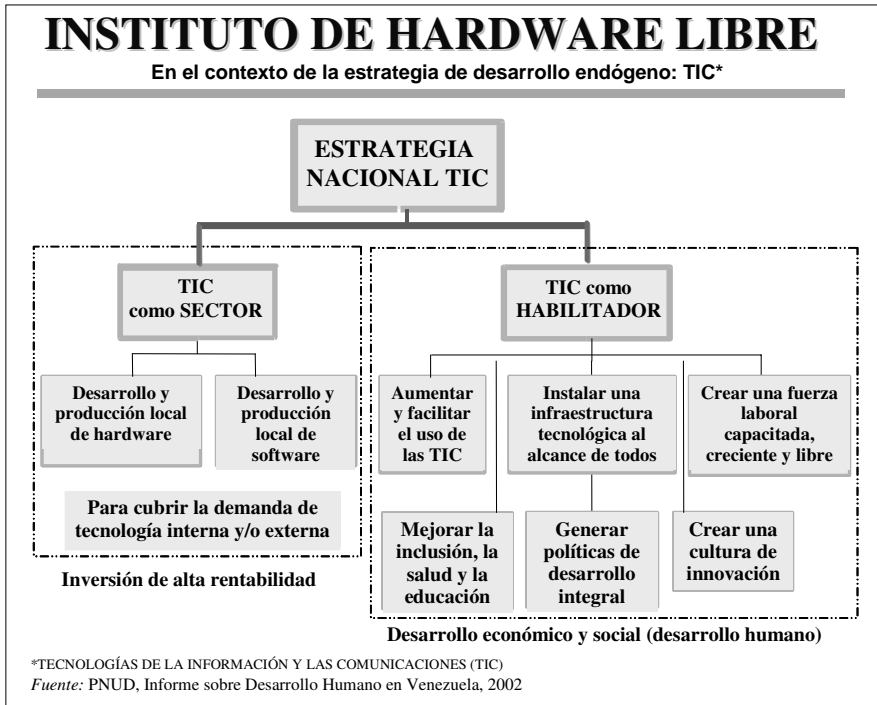 INSTITUTO DE HARDWARE LIBRE
En el contexto de la estrategia de desarrollo endógeno: TIC*
ESTRATEGIA
NACIONAL TIC
TIC
como SECTOR
Desarrollo y
producción local
de hardware
Desarrollo y
producción
local de
software
Para cubrir la demanda de
tecnología interna y/o externa
Inversión de alta rentabilidad
TIC como
HABILITADOR
Aumentar
y facilitar
el uso de
las TIC
Instalar una
infraestructura
tecnológica al
alcance de todos
Crear una fuerza
laboral
capacitada,
creciente y libre
Mejorar la
inclusión, la
salud y la
educación
Generar
políticas de
desarrollo
integral
Crear una
cultura de
innovación
Desarrollo económico y social (desarrollo humano)
*TECNOLOGÍAS DE LA INFORMACIÓN Y LAS COMUNICACIONES (TIC)
Fuente: PNUD, Informe sobre Desarrollo Humano en Venezuela, 2002